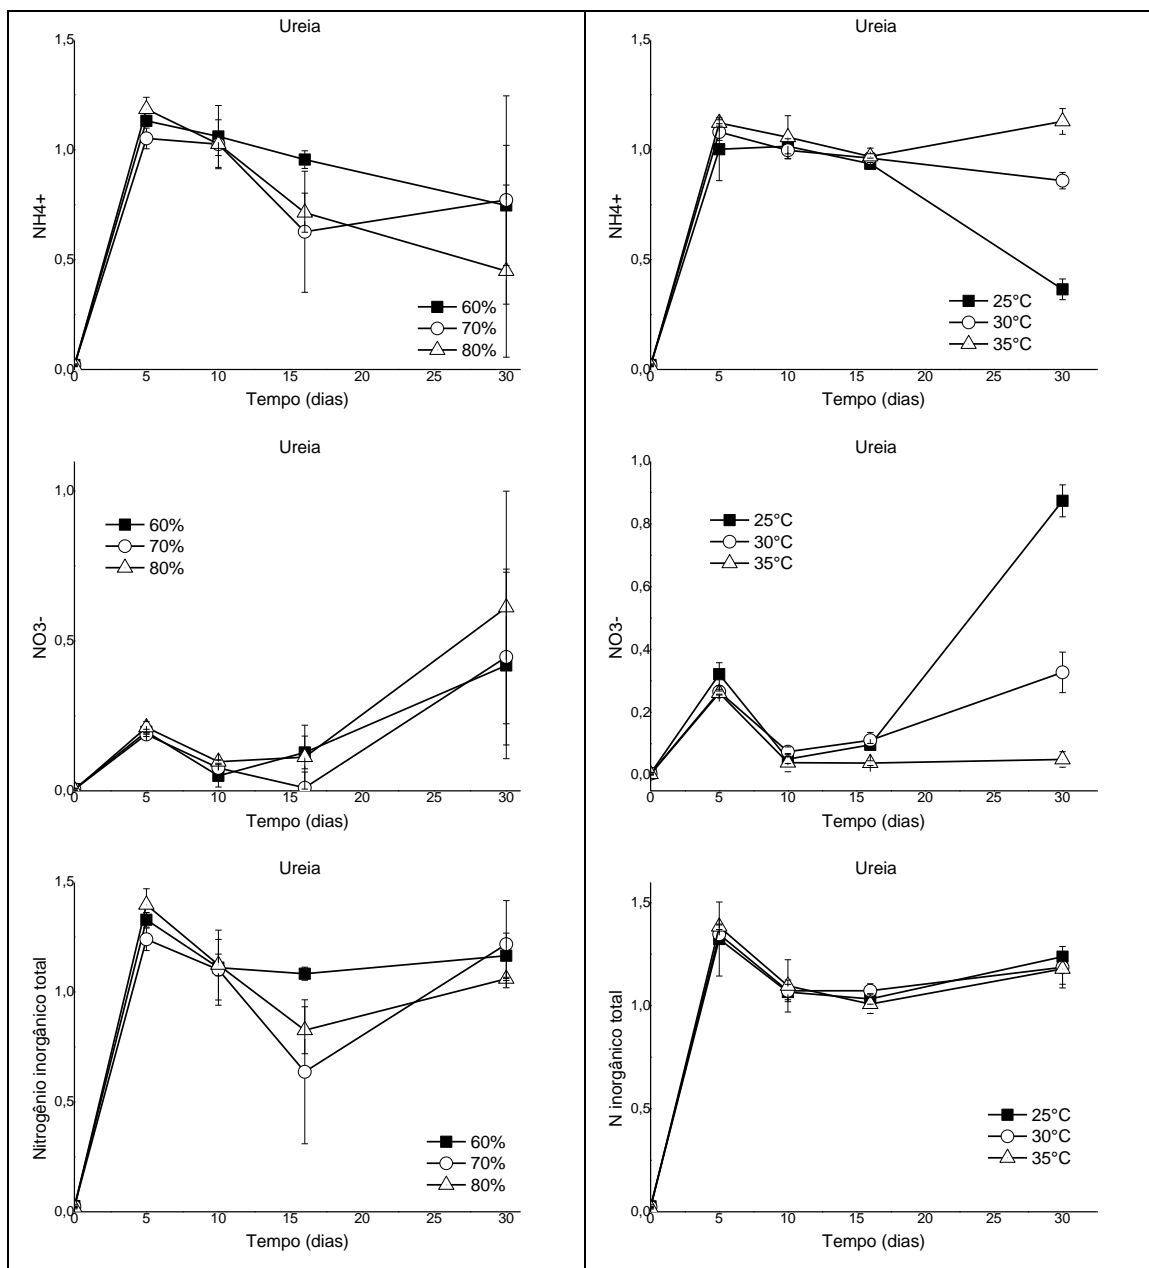 Ureia
1,5
1,0
0,5
0,0
NH4+
60%
70%
80%
0 5 10 15 20 25 30
Tempo (dias)
Ureia
1,5
1,0
0,5
0,0
NH4+
25°C
30°C
35°C
0 5 10 15 20 25 30
Tempo (dias)
Ureia
1,0
0,5
0,0
NO3-
60%
70%
80%
0 5 10 15 20 25 30
Tempo (dias)
Ureia
1,0
0,8
0,6
0,4
0,2
0,0
NO3-
25°C
30°C
35°C
0 5 10 15 20 25 30
Tempo (dias)
Ureia
1,5
1,0
0,5
0,0
Nitrogênio inorgânico total
60%
70%
80%
0 5 10 15 20 25 30
Tempo (dias)
Ureia
1,5
1,0
0,5
0,0
N inorgânico total
25°C
30°C
35°C
0 5 10 15 20 25 30
Tempo (dias)